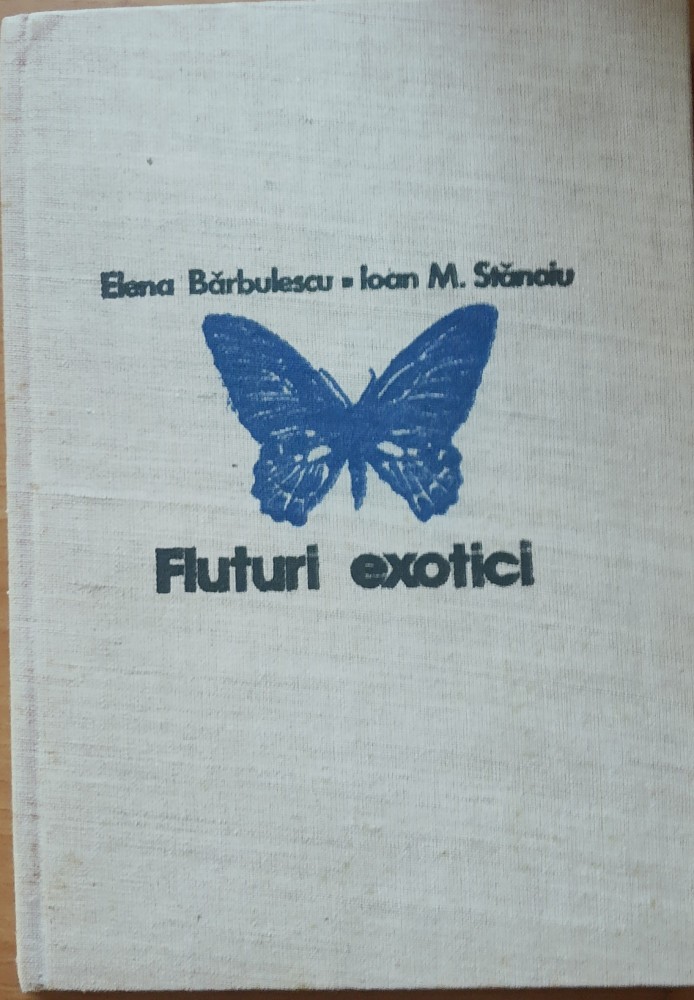 Elena Bărbulescu ▪ Ioan M. Stănoiu
Fluturi exotici